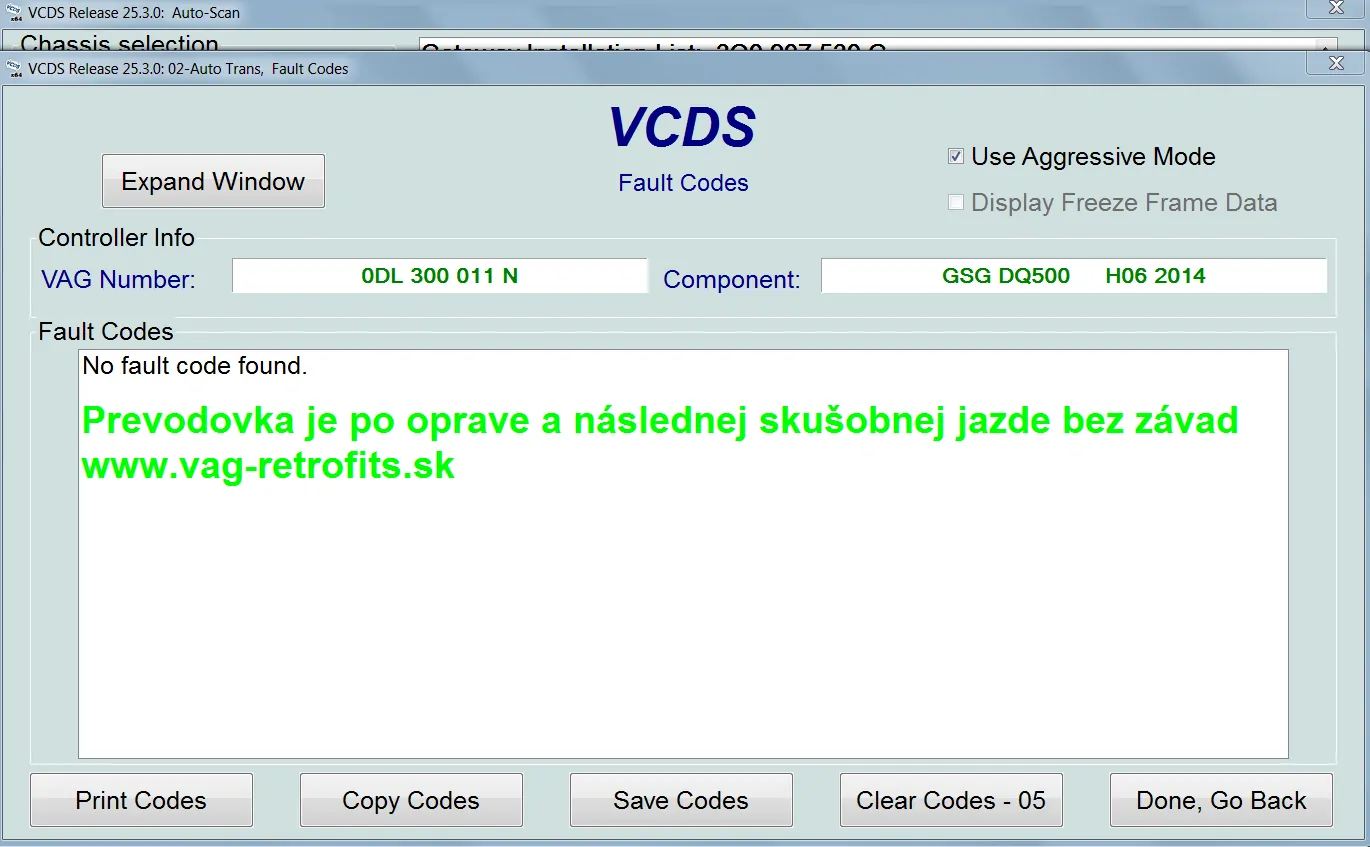 VCDS Release 25.3.0: Auto-Scan
Chassis selection
VCDS Release 25.3.0: 02-Auto Trans, Fault Codes
VCDS
Fault Codes
Expand Window
Use Aggressive Mode
Display Freeze Frame Data
Controller Info
VAG Number: 0DL 300 011 N Component: GSG DQ500 H06 2014
Fault Codes
No fault code found.
Prevodovka je po oprave a následnej skušobnej jazde bez závad
www.vag-retrofits.sk
Print Codes Copy Codes Save Codes Clear Codes - 05 Done, Go Back